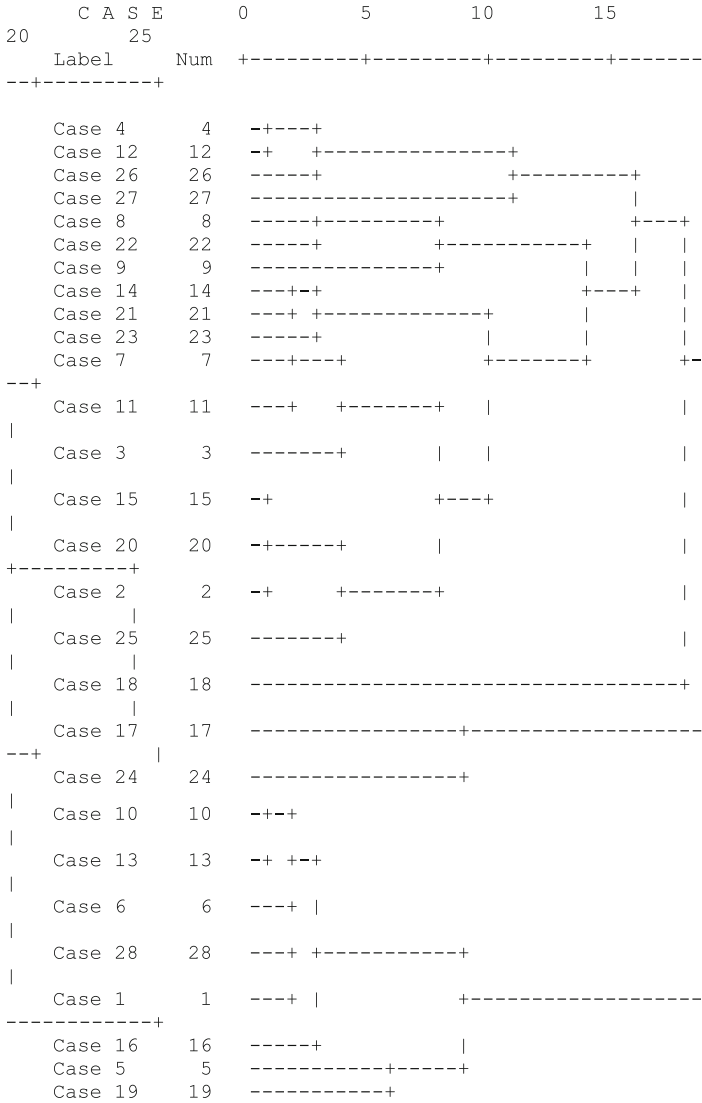 C A S E 0 5 10 15
20 25
Label Num +---------+---------+---------+-------
--+---------+
Case 4 4 -+---+
Case 12 12 -+ +---------------+
Case 26 26 -----+ +---------+
Case 27 27 ---------------------+ |
Case 8 8 -----+---------+ +---+
Case 22 22 -----+ +-----------+ | |
Case 9 9 ---------------+ | | |
Case 14 14 ---+-+ +---+ |
Case 21 21 ---+ +-------------+ | |
Case 23 23 -----+ | | |
Case 7 7 ---+---+ +-------+ +-
--+
Case 11 11 ---+ +-------+ | |
|
Case 3 3 -------+ | | |
|
Case 15 15 -+ +---+ |
|
Case 20 20 -+-----+ | |
+---------+
Case 2 2 -+ +-------+ |
| |
Case 25 25 -------+ |
| |
Case 18 18 -----------------------------------+
| |
Case 17 17 -----------------+-------------------
--+ |
Case 24 24 -----------------+
|
Case 10 10 -+-+
|
Case 13 13 -+ +-+
|
Case 6 6 ---+ |
|
Case 28 28 ---+ +-----------+
|
Case 1 1 ---+ | +-------------------
------------+
Case 16 16 -----+ |
Case 5 5 -----------+-----+
Case 19 19 -----------+